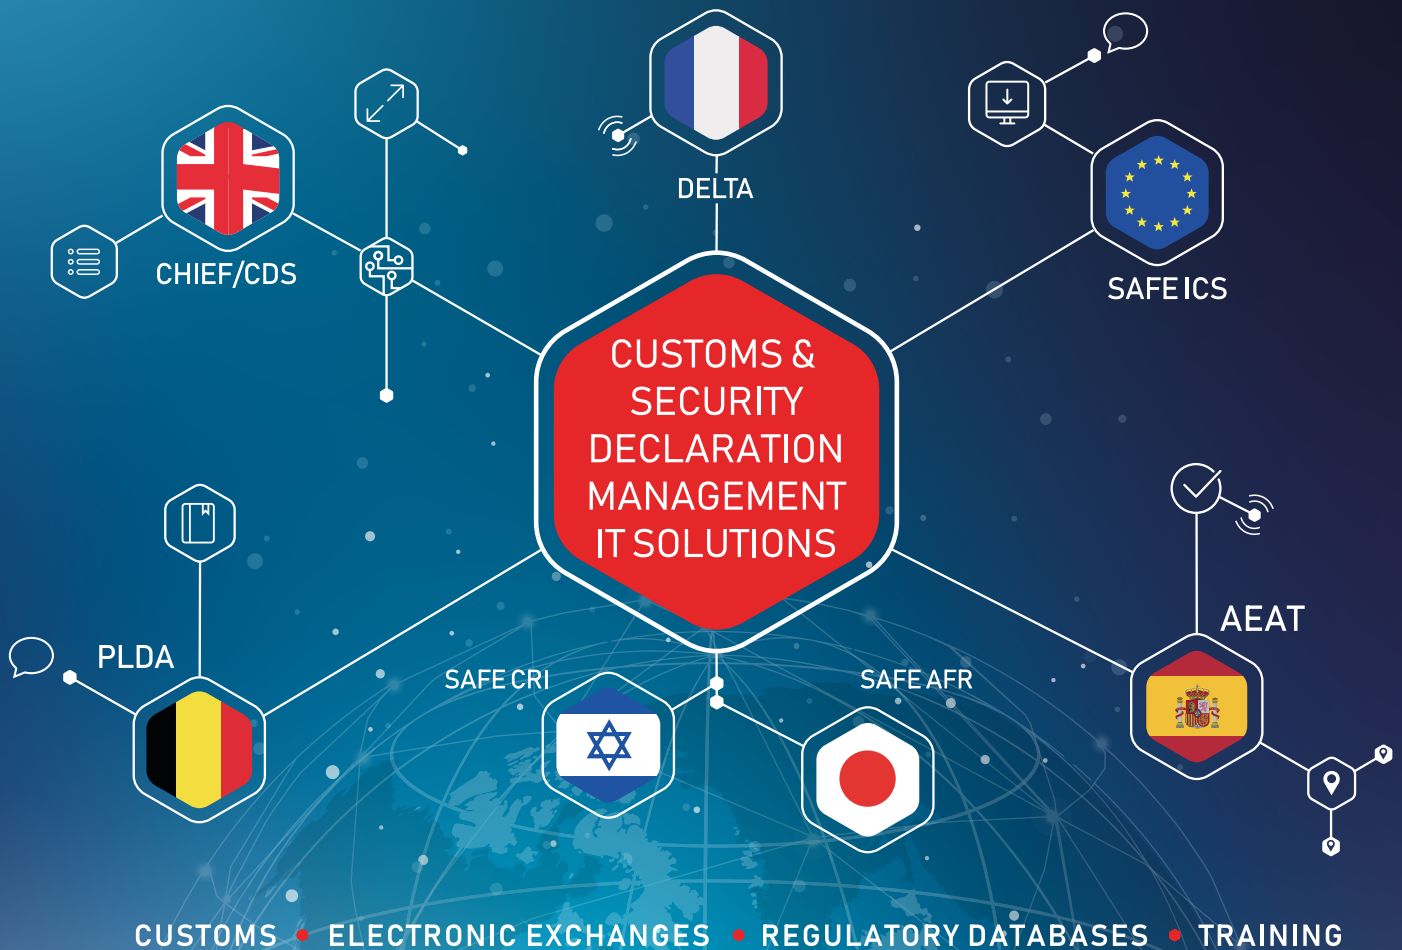 DELTA
CHIEF/CDS
SAFE ICS
CUSTOMS &
SECURITY
DECLARATION
MANAGEMENT
IT SOLUTIONS
AEAT
PLDA
SAFE CRI
SAFE AFR
CUSTOMS • ELECTRONIC EXCHANGES • REGULATORY DATABASES • TRAINING